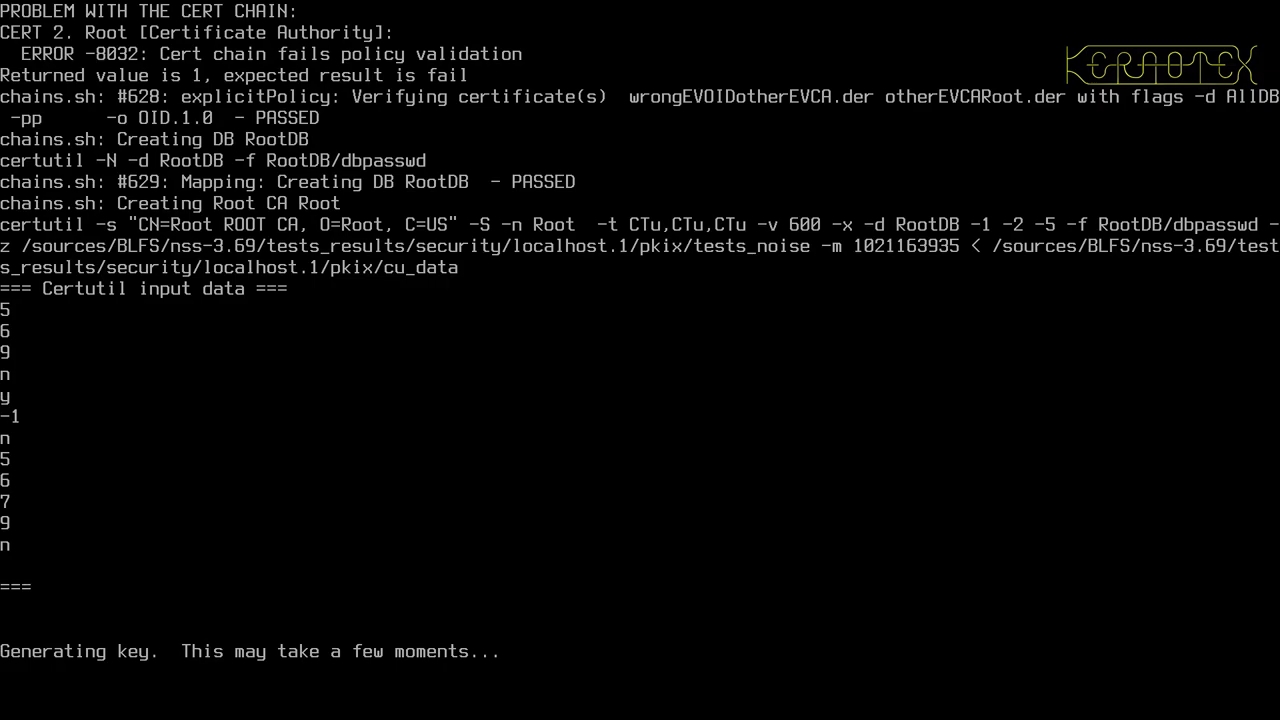 PROBLEM WITH THE CERT CHAIN:
CERT 2. Root [Certificate Authority]:
  ERROR -8032: Cert chain fails policy validation
Returned value is 1, expected result is fail
KERAOTEX
chains.sh: #628: explicitPolicy: Verifying certificate(s)  wrongEVOIDotherEVCA.der otherEVCARoot.der with flags -d AllDB
 -pp      -o OID.1.0  - PASSED
chains.sh: Creating DB RootDB
certutil -N -d RootDB -f RootDB/dbpasswd
chains.sh: #629: Mapping: Creating DB RootDB  - PASSED
chains.sh: Creating Root CA Root
certutil -s "CN=Root ROOT CA, O=Root, C=US" -S -n Root  -t CTu,CTu,CTu -v 600 -x -d RootDB -1 -2 -5 -f RootDB/dbpasswd -
z /sources/BLFS/nss-3.69/tests_results/security/localhost.1/pkix/tests_noise -m 1021163935 < /sources/BLFS/nss-3.69/test
s_results/security/localhost.1/pkix/cu_data
=== Certutil input data ===
5
6
9
n
y
-1
n
5
6
7
9
n
===
Generating key.  This may take a few moments...